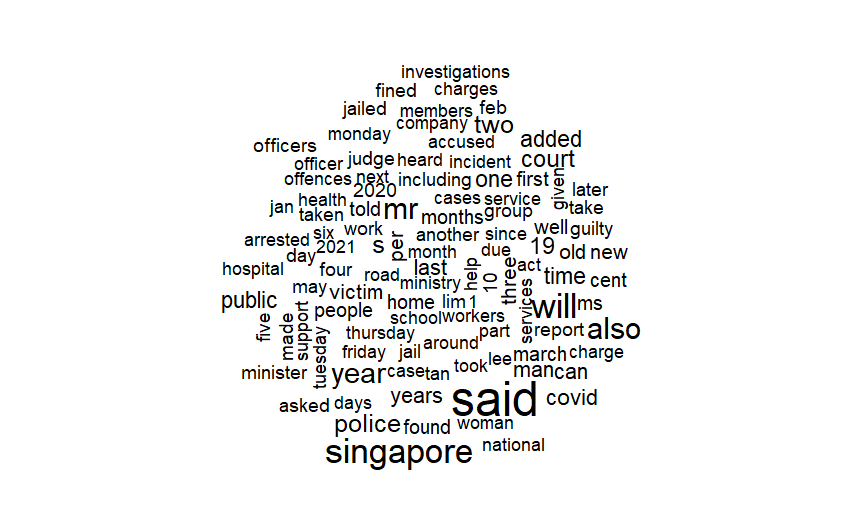 investigations
fined charges
jailed members feb
monday company two
officers accused added
officer judge heard incident court
offences next including one first given later
jan health 2020 cases service take
taken told mr months group
arrested six work per another since well guilty
day 2021 s month due 19 old new
hospital four road last help 10 three act time cent
may victim ministry
public people home lim 1 will ms
five made support school workers services
thursday around part s report also
tuesday friday jail took lee march charge
minister year case tan man can
asked days years said covid
police found woman
singapore national